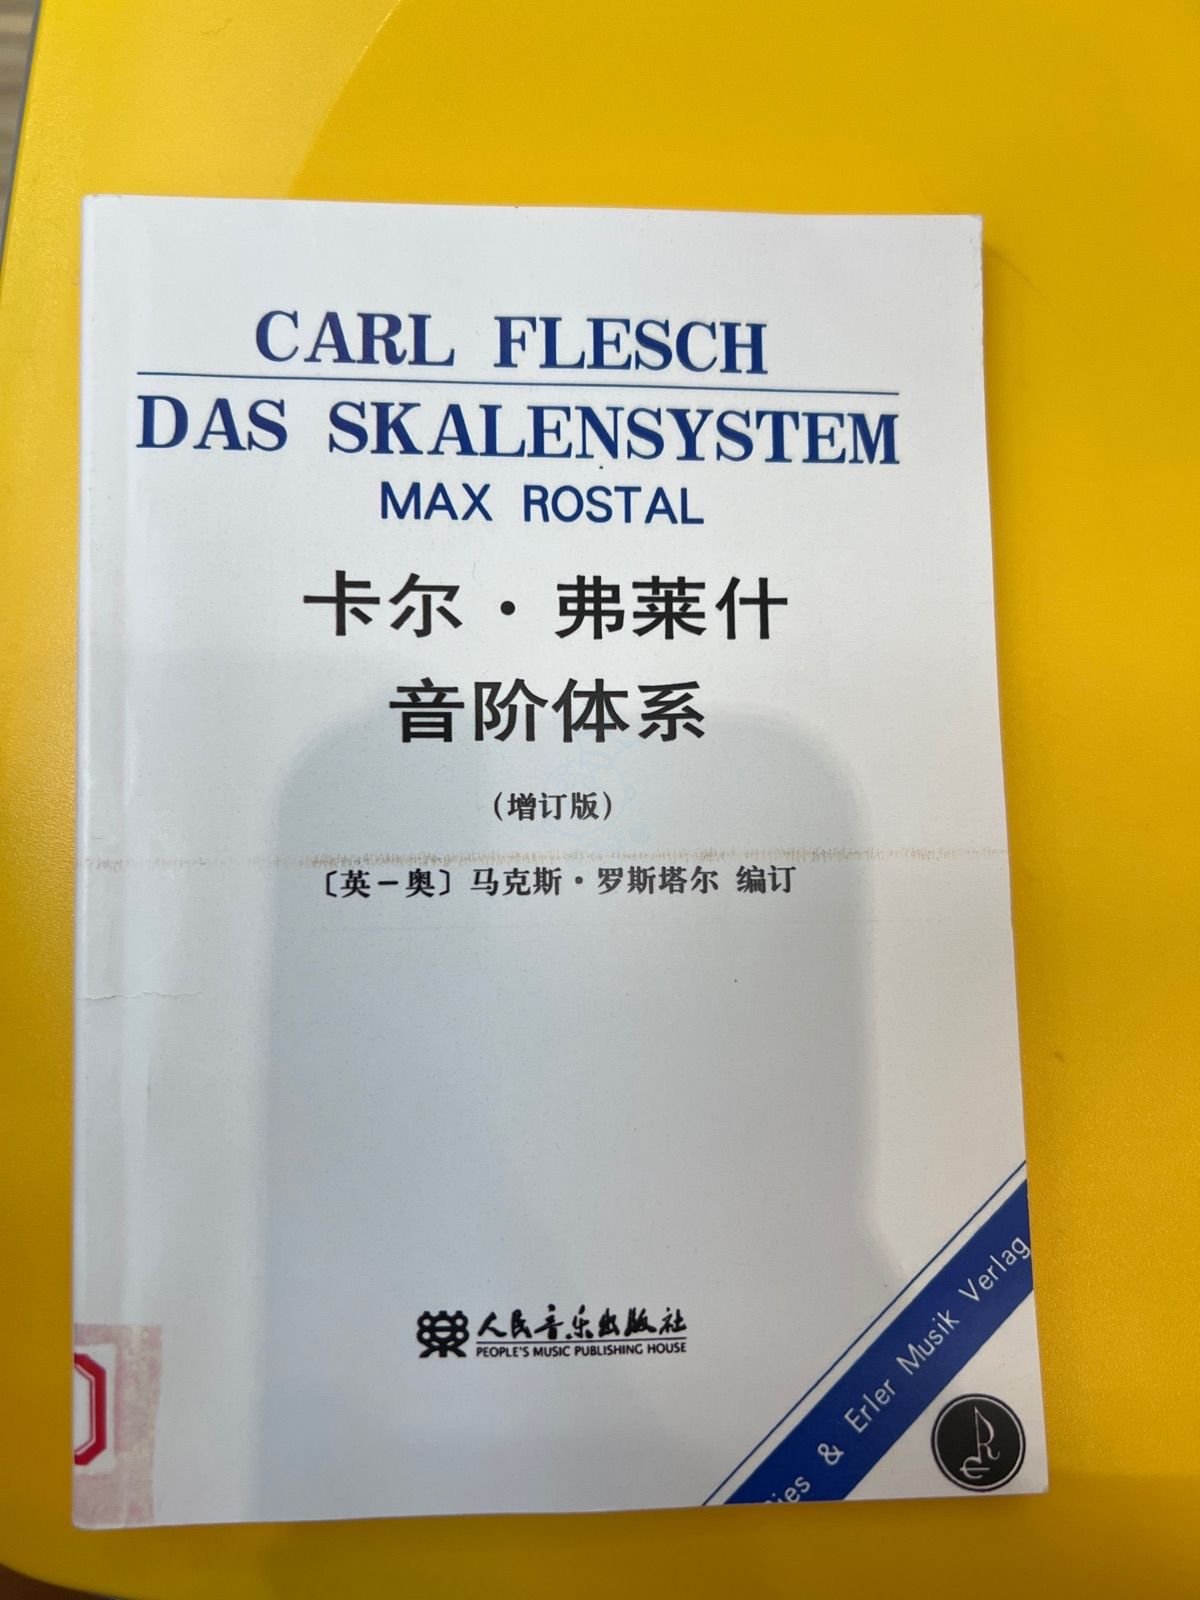 CARL FLESCH
DAS SKALENSYSTEM
MAX ROSTAL
卡尔·弗莱什
音阶体系
（增订版）
〔英－奥〕马克斯·罗斯塔尔 编订
人民音乐出版社
PEOPLE'S MUSIC PUBLISHING HOUSE
& Erler Musik Verlag